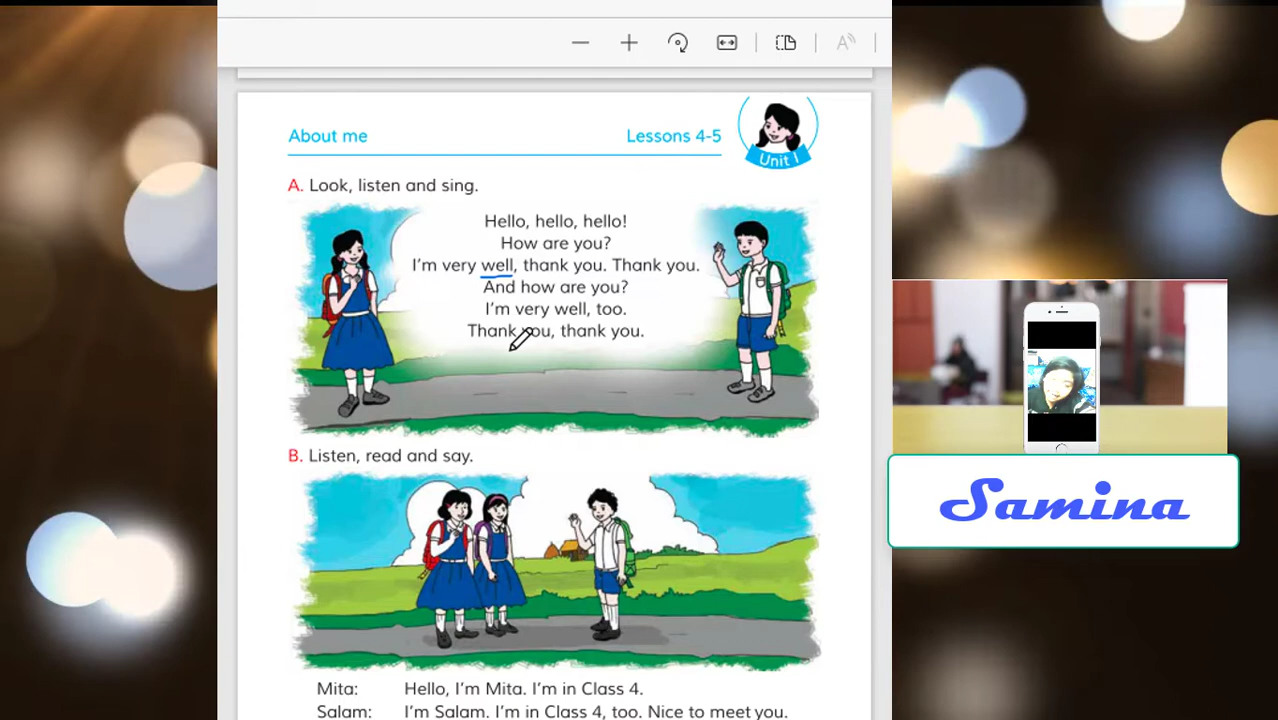 About me
Lessons 4-5
Unit 1
A. Look, listen and sing.
Hello, hello, hello!
How are you?
I'm very well, thank you. Thank you.
And how are you?
I'm very well, too.
Thank you, thank you.
B. Listen, read and say.
Mita: Hello, I'm Mita. I'm in Class 4.
Salam: I'm Salam. I'm in Class 4, too. Nice to meet you.
Samina